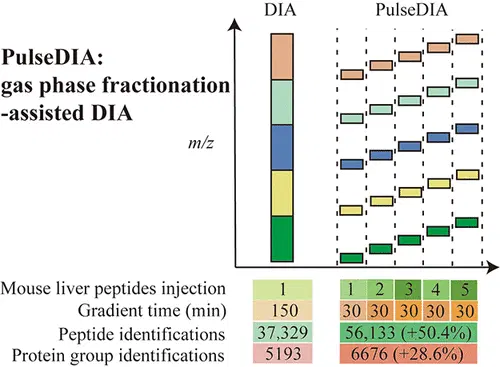 DIA PulseDIA
PulseDIA:
gas phase fractionation
-assisted DIA
m/z
Mouse liver peptides injection 1 1 2 3 4 5
Gradient time (min) 150 30 30 30 30 30
Peptide identifications 37,329 56,133 (+50.4%)
Protein group identifications 5193 6676 (+28.6%)